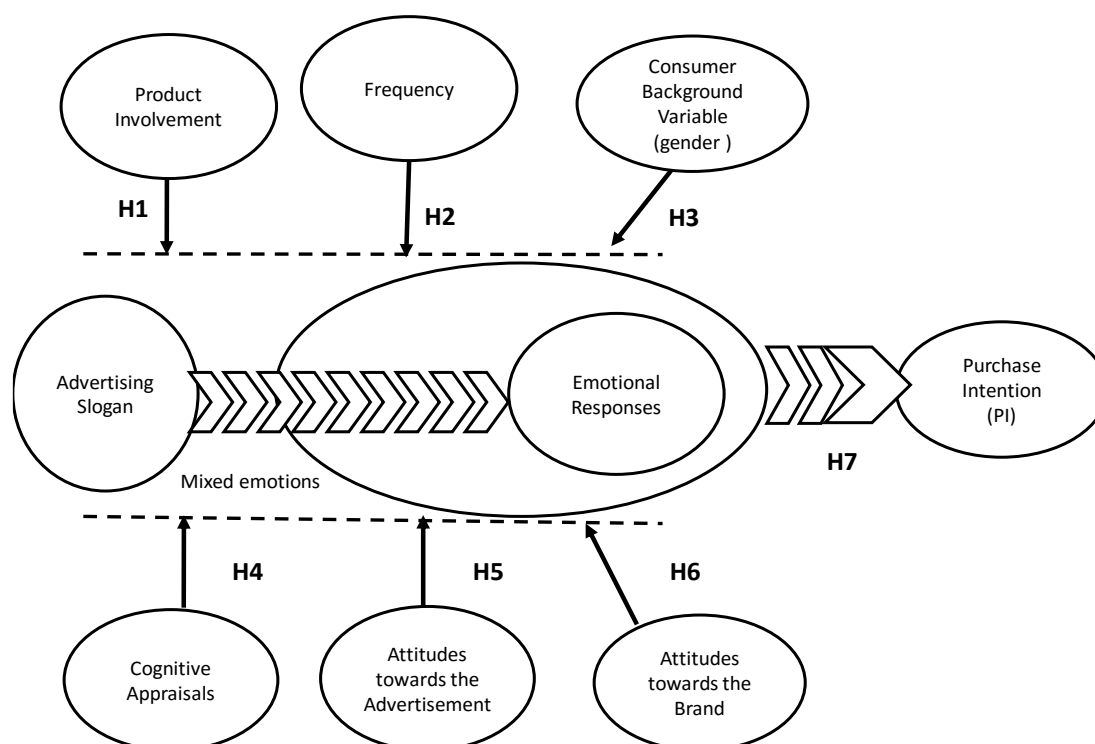 Product
Involvement
Frequency
Consumer
Background
Variable
(gender )
H1
H2
H3
Advertising
Slogan
Emotional
Responses
Purchase
Intention
(PI)
H7
Mixed emotions
H4
H5
H6
Cognitive
Appraisals
Attitudes
towards the
Advertisement
Attitudes
towards the
Brand